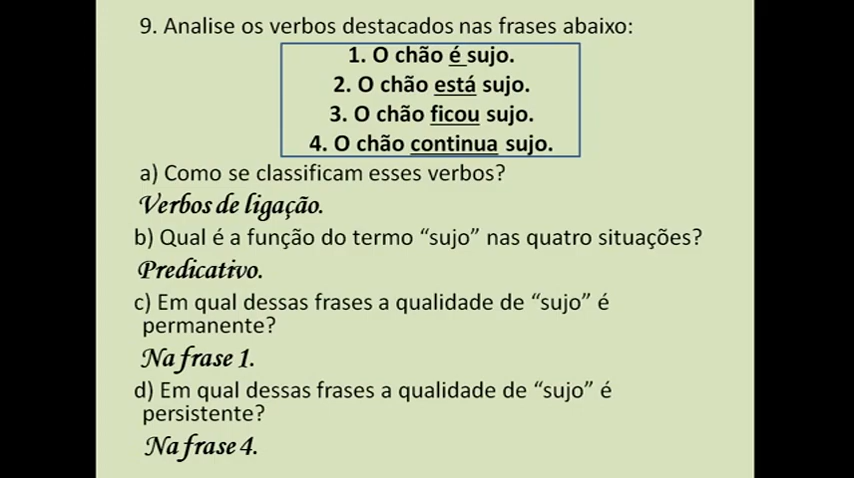 9. Analise os verbos destacados nas frases abaixo:
1. O chão é sujo.
2. O chão está sujo.
3. O chão ficou sujo.
4. O chão continua sujo.
a) Como se classificam esses verbos?
Verbos de ligação.
b) Qual é a função do termo “sujo” nas quatro situações?
Predicativo.
c) Em qual dessas frases a qualidade de “sujo” é
permanente?
Na frase 1.
d) Em qual dessas frases a qualidade de “sujo” é
persistente?
Na frase 4.